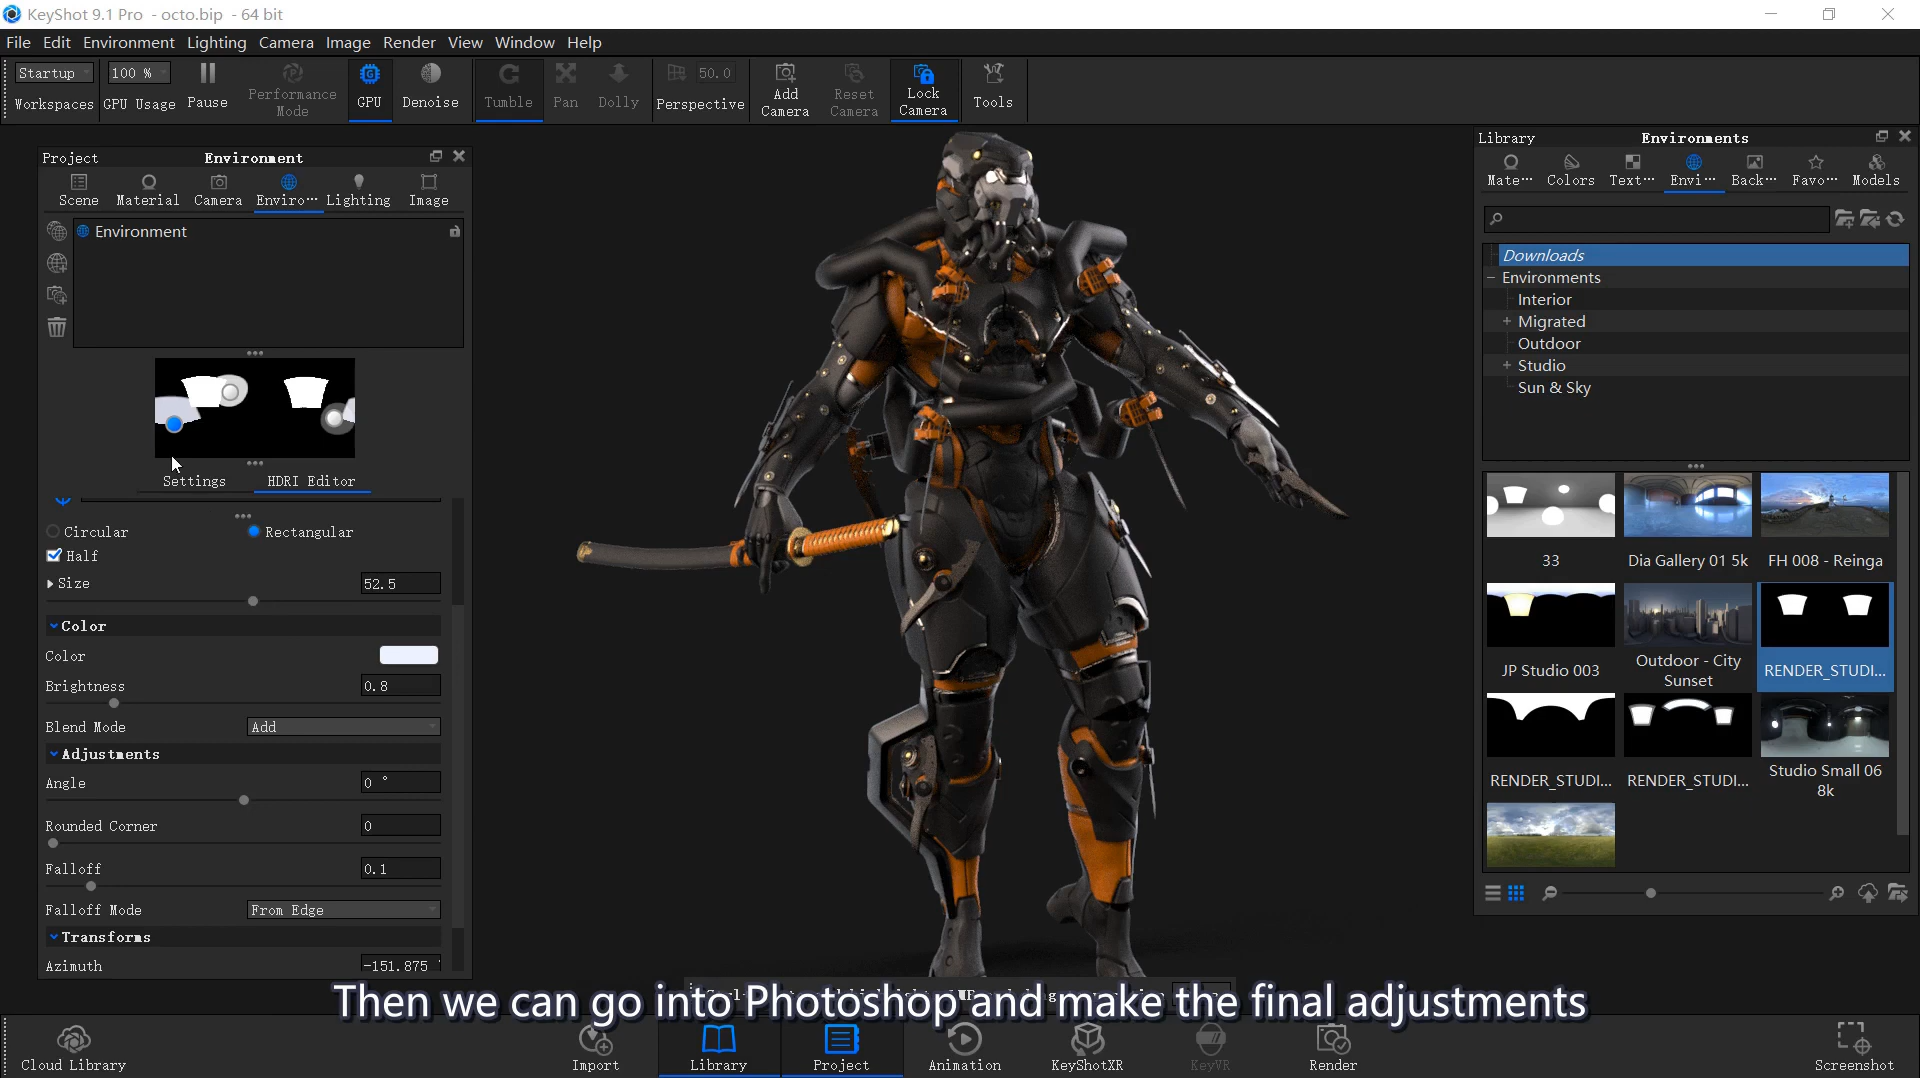 KeyShot 9.1 Pro - octo.bip - 64 bit
File Edit Environment Lighting Camera Image Render View Window Help
Startup 100 % 50.0
Workspaces GPU Usage Pause Performance Mode GPU Denoise Tumble Pan Dolly Perspective Add Camera Reset Camera Lock Camera Tools
Project Environment
Scene Material Camera Enviro··· Lighting Image
Environment
Settings HDRI Editor
Circular Rectangular
Half
Size 52.5
Color
Color
Brightness 0.8
Blend Mode Add
Adjustments
Angle 0 °
Rounded Corner 0
Falloff 0.1
Falloff Mode From Edge
Transforms
Azimuth -151.875 °
Library Environments
Mate··· Colors Text··· Envi··· Back··· Favo··· Models
Downloads
Environments
Interior
Migrated
Outdoor
Studio
Sun & Sky
33 Dia Gallery 01 5k FH 008 - Reinga
JP Studio 003 Outdoor - City Sunset RENDER_STUDI...
RENDER_STUDI... RENDER_STUDI... Studio Small 06 8k
Then we can go into Photoshop and make the final adjustments
Cloud Library Import Library Project Animation KeyShotXR KeyVR Render Screenshot